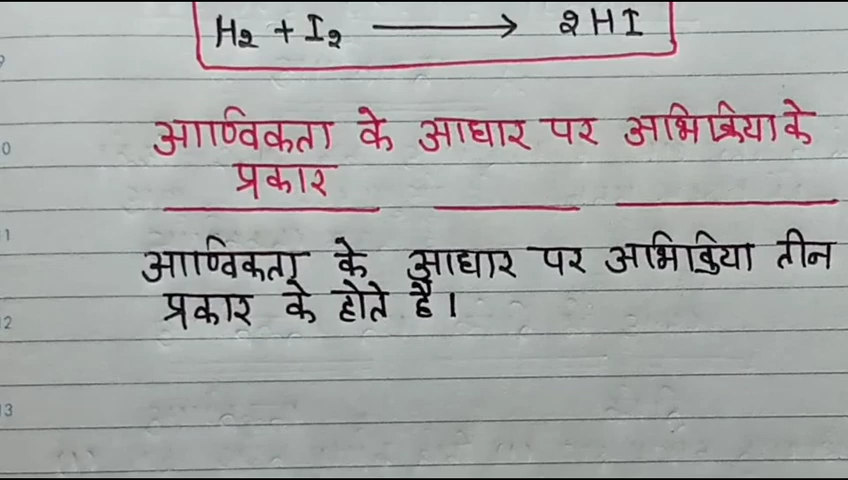 H₂ + I₂ ⟶ 2HI
आण्विकता के आधार पर अभिक्रिया के
प्रकार
आण्विकता के आधार पर अभिक्रिया तीन
प्रकार के होते हैं।